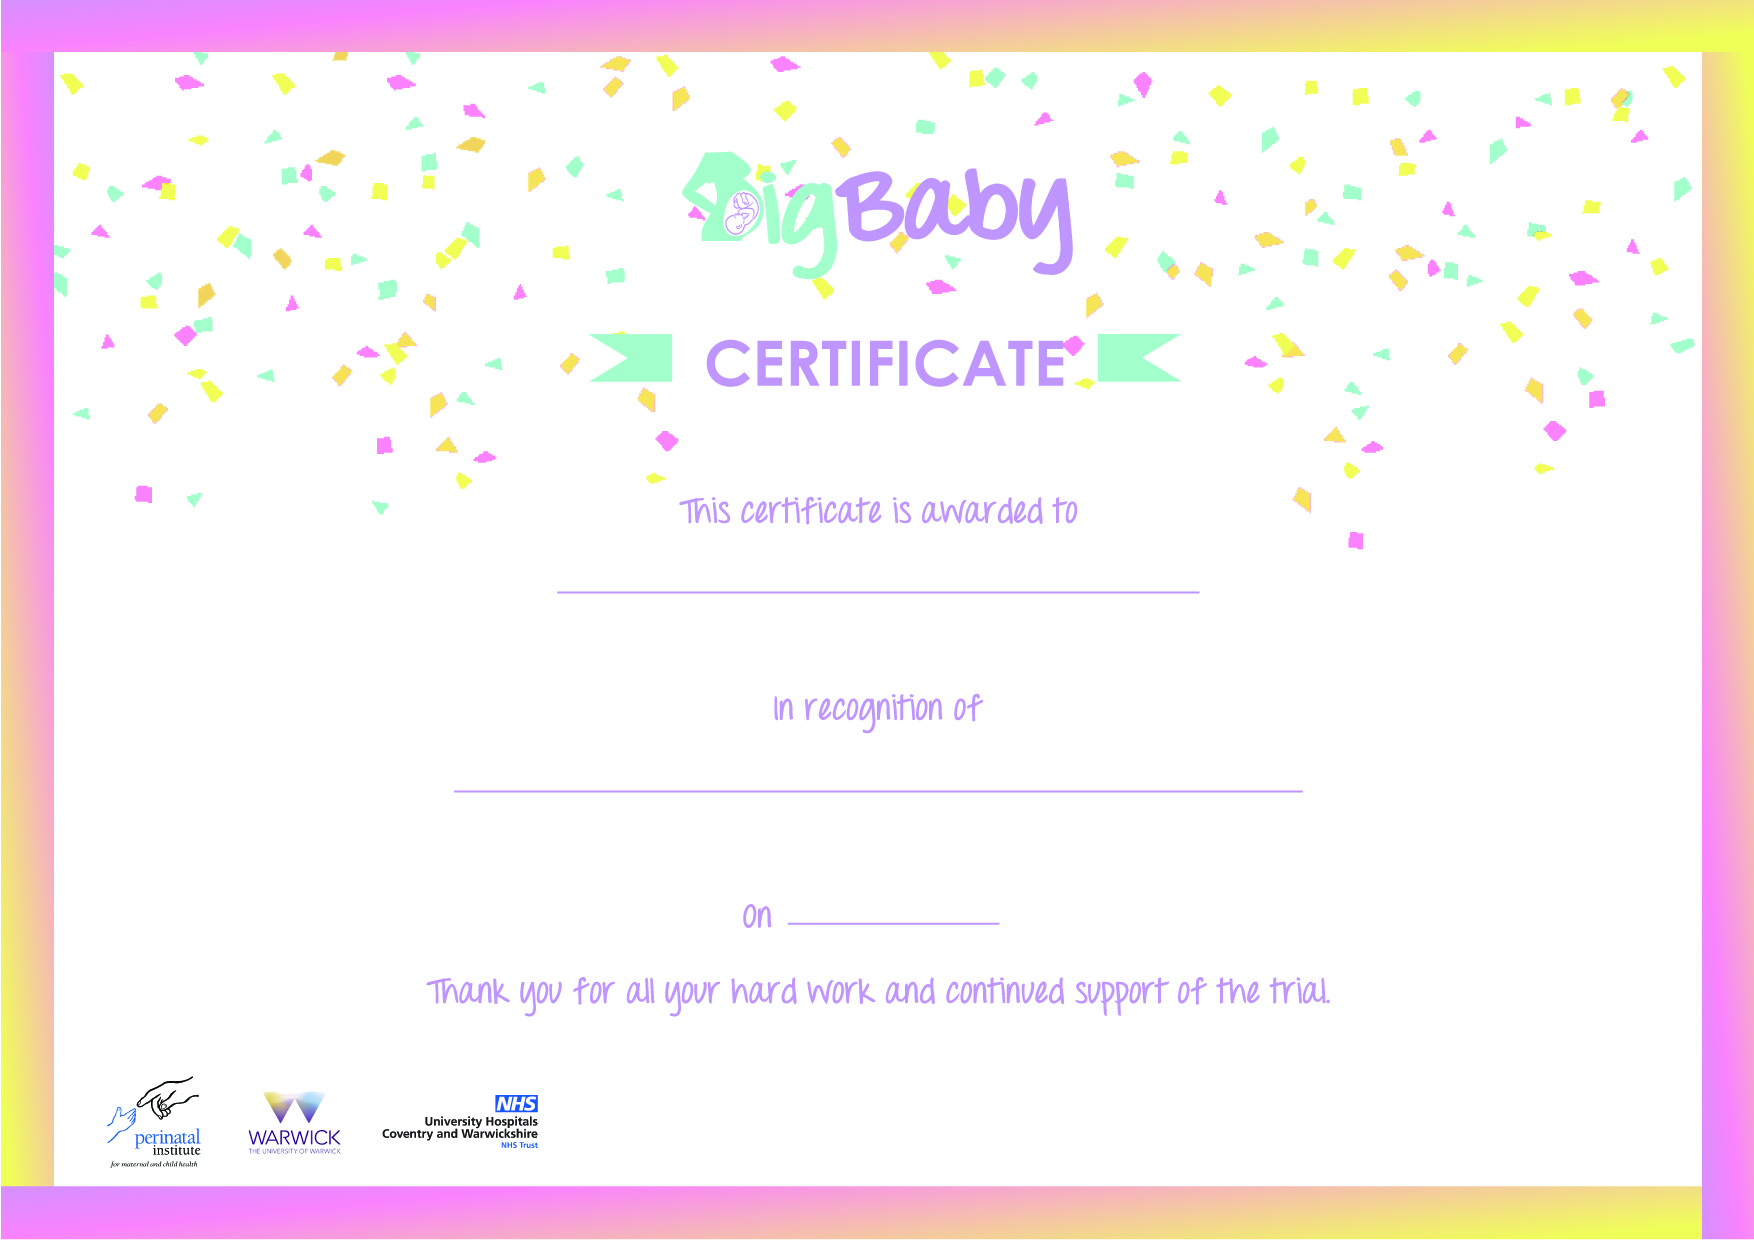 BigBaby
CERTIFICATE
This certificate is awarded to
In recognition of
On
Thank you for all your hard work and continued support of the trial.
perinatal
institute
for maternal and child health
WARWICK
THE UNIVERSITY OF WARWICK
NHS
University Hospitals
Coventry and Warwickshire
NHS Trust